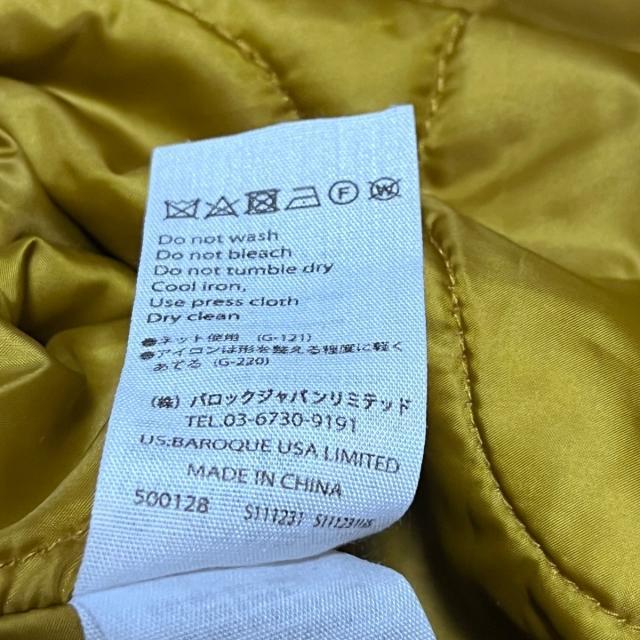 F W
Do not wash
Do not bleach
Do not tumble dry
Cool iron,
Use press cloth
Dry clean
●ネット使用 (G-121)
●アイロンは形を整える程度に軽く
あてる (G-220)
(株) バロックジャパンリミテッド
TEL.03-6730-9191
US:BAROQUE USA LIMITED
MADE IN CHINA
500128 S111231